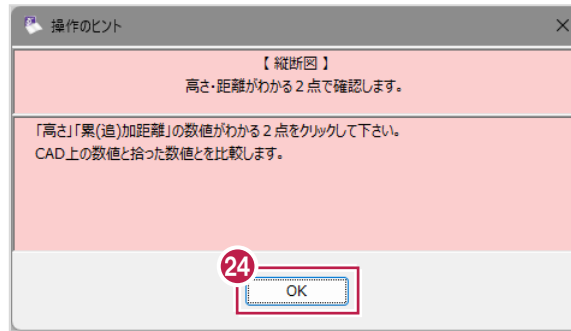 操作のヒント
【 縦断図 】
高さ・距離がわかる２点で確認します。
「高さ」「累(追)加距離」の数値がわかる２点をクリックして下さい。
CAD上の数値と拾った数値とを比較します。
24
OK